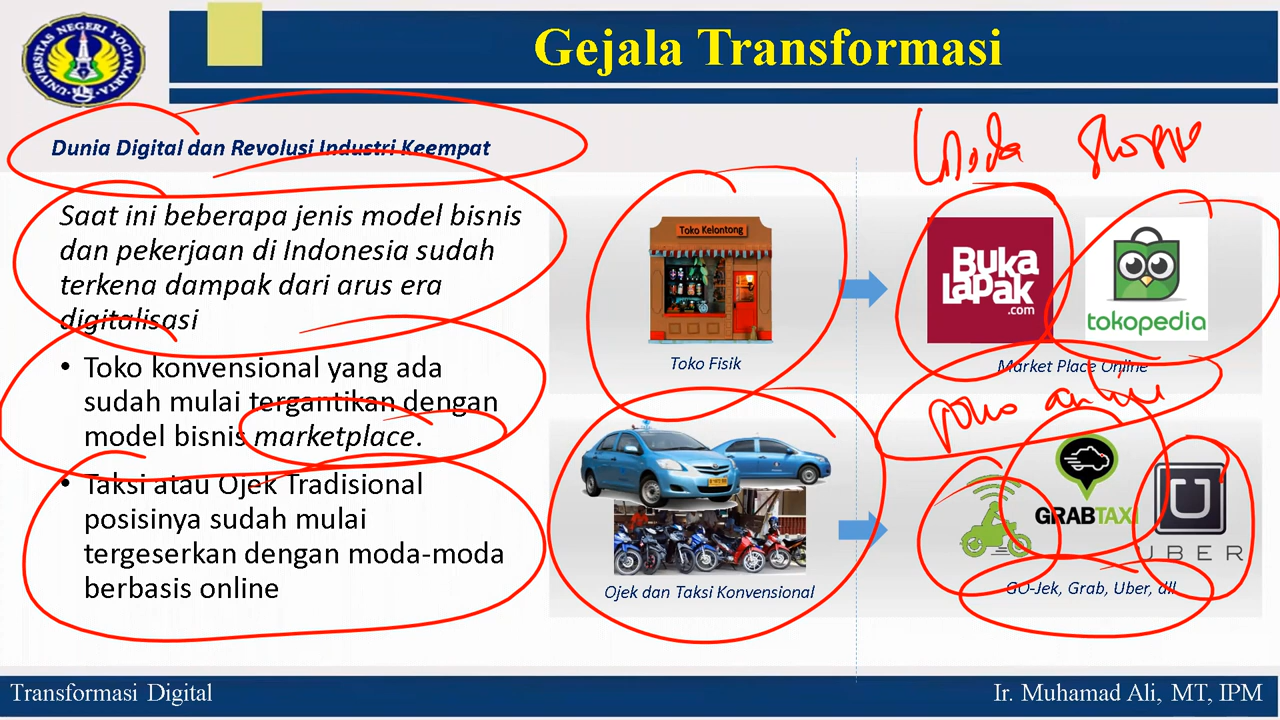 UNIVERSITAS NEGERI YOGYAKARTA
Gejala Transformasi
Dunia Digital dan Revolusi Industri Keempat
Saat ini beberapa jenis model bisnis
dan pekerjaan di Indonesia sudah
terkena dampak dari arus era
digitalisasi
• Toko konvensional yang ada
sudah mulai tergantikan dengan
model bisnis marketplace.
• Taksi atau Ojek Tradisional
posisinya sudah mulai
tergeserkan dengan moda-moda
berbasis online
Toko Kelontong
Toko Fisik
BUKA
LAPAK
.com
tokopedia
Market Place Online
Ojek dan Taksi Konvensional
GRABTAXI
UBER
GO-Jek, Grab, Uber, dll
Transformasi Digital
Ir. Muhamad Ali, MT, IPM